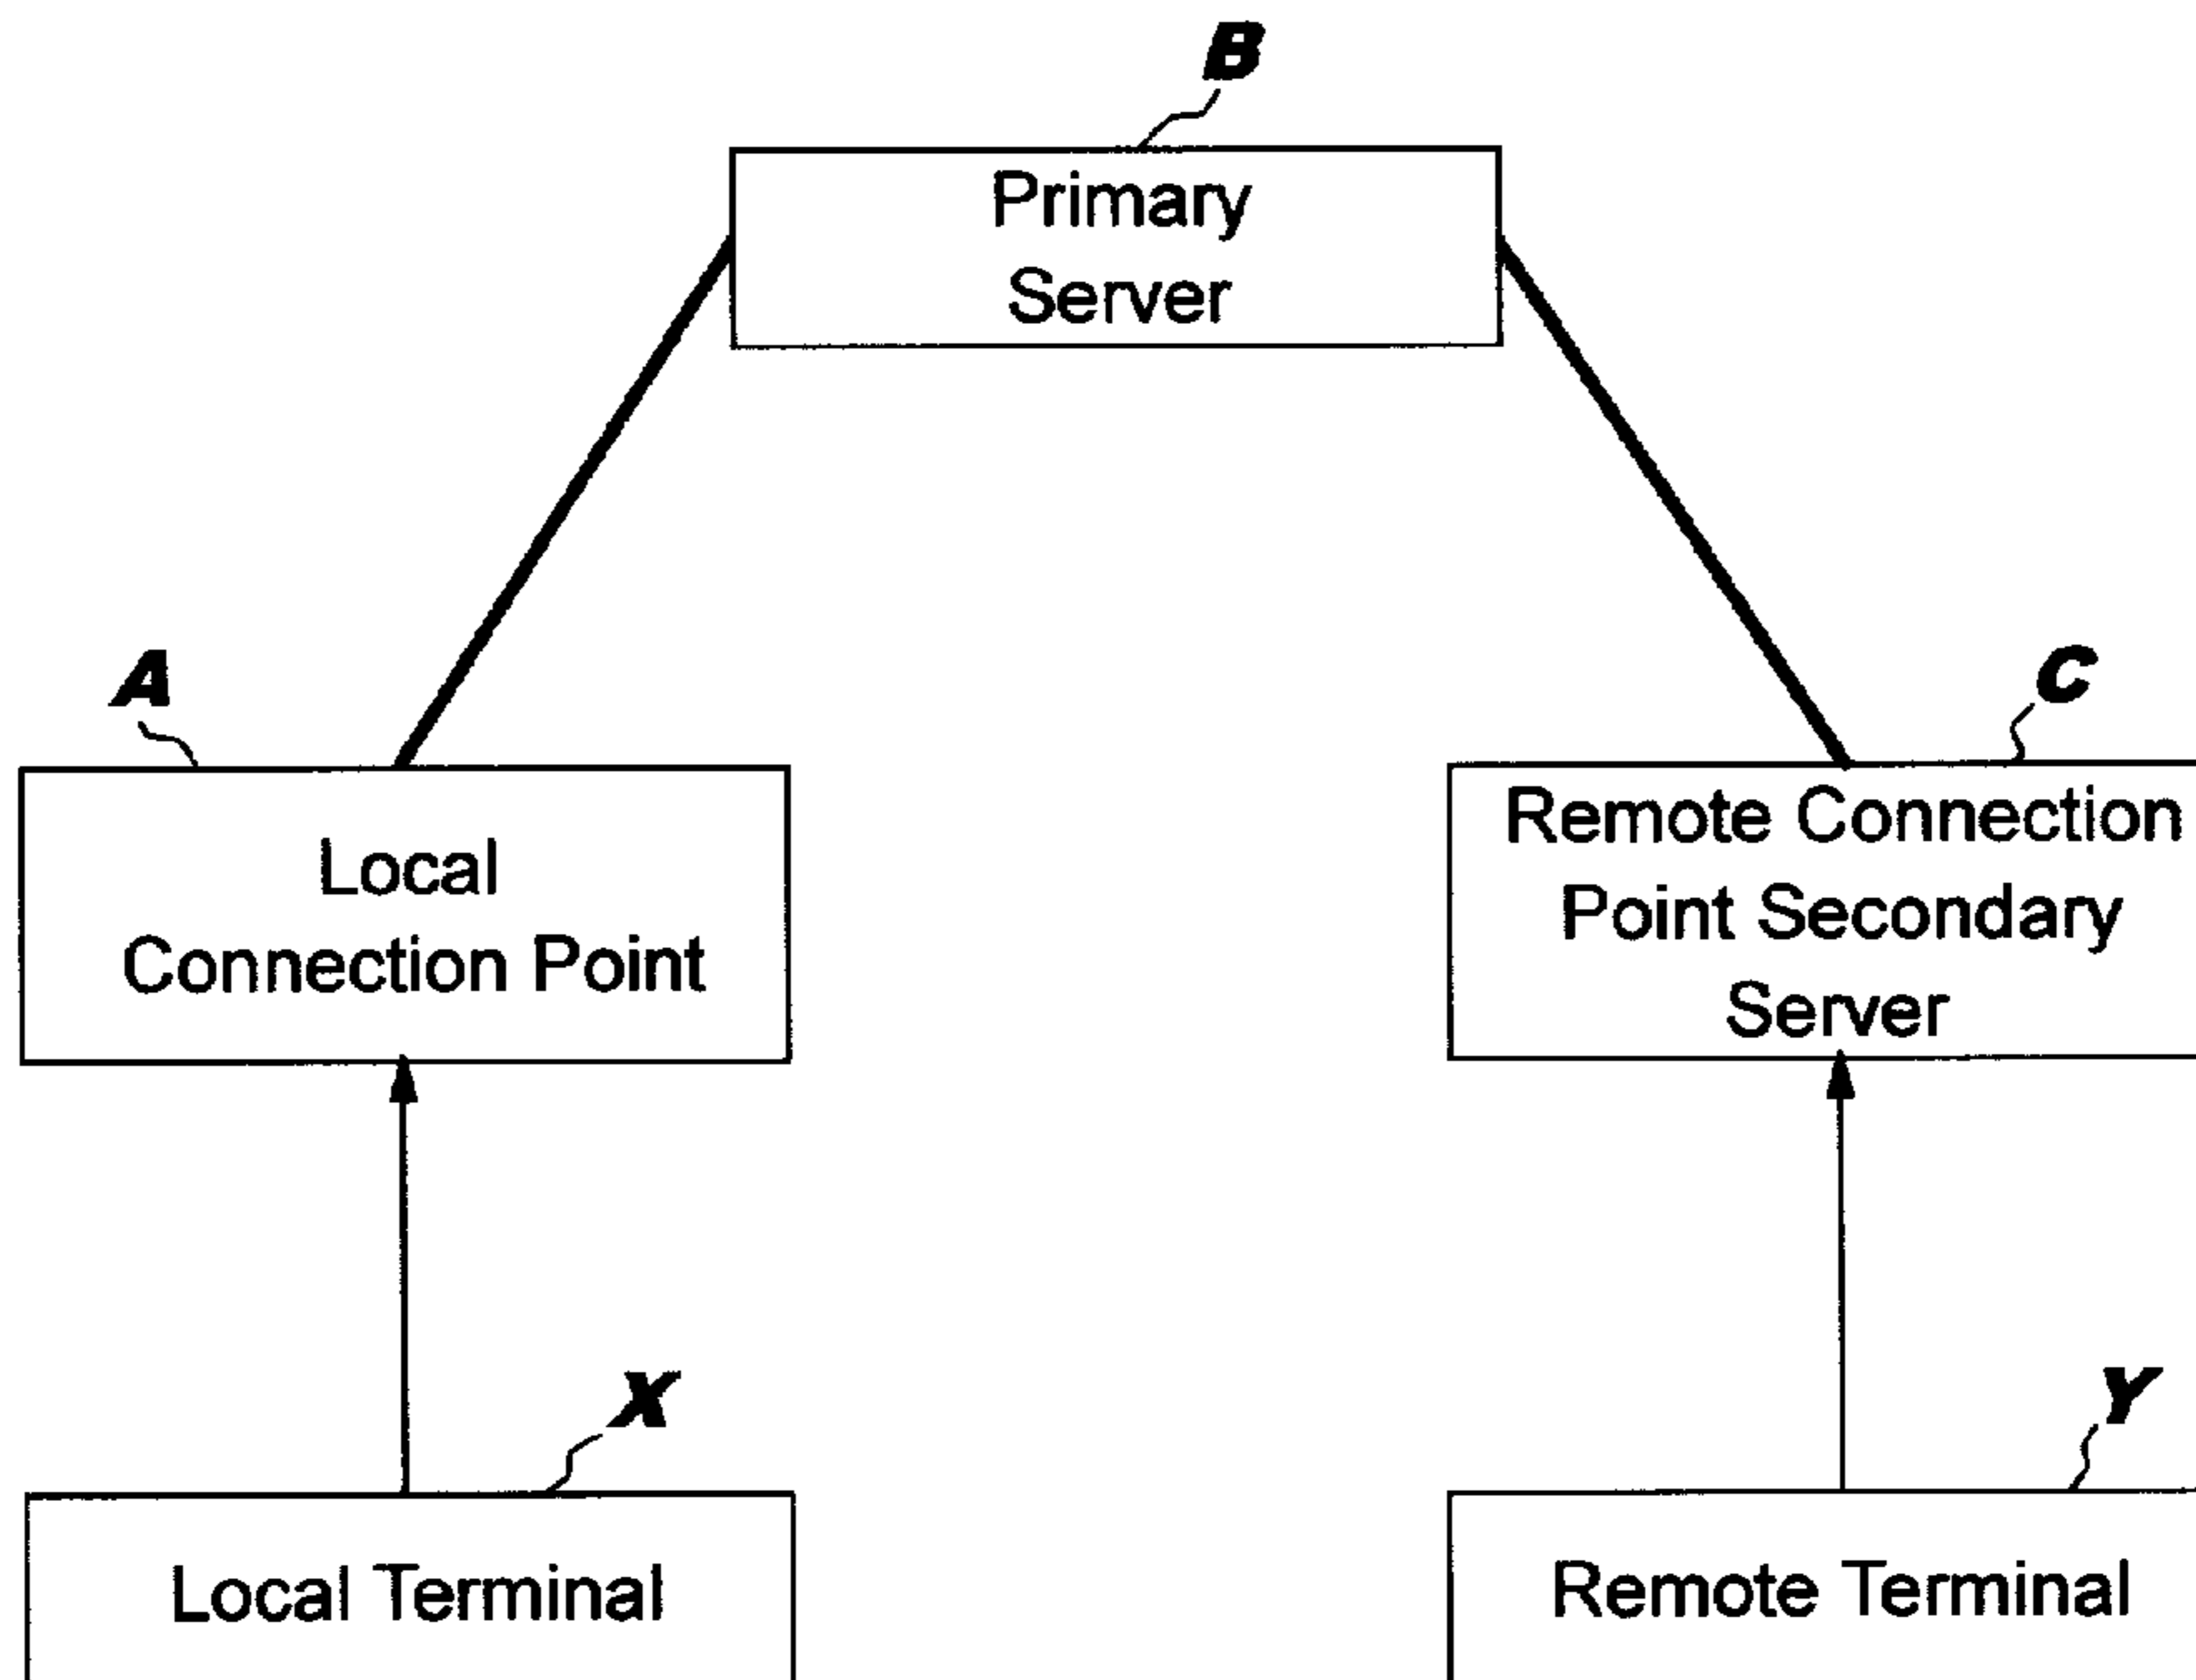 B
Primary
Server
A
C
Local
Connection Point
Remote Connection
Point Secondary
Server
X
Y
Local Terminal
Remote Terminal